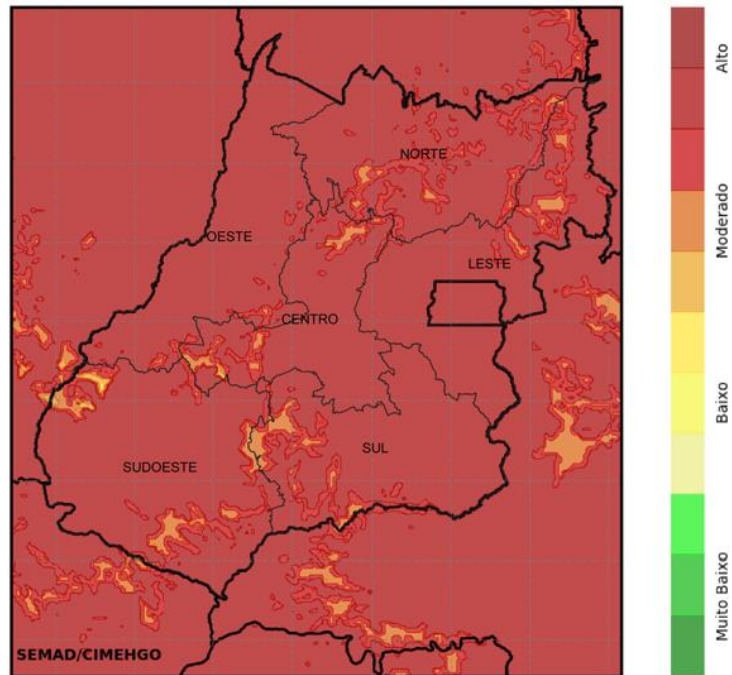 NORTE
OESTE
LESTE
CENTRO
SUL
SUDOESTE
SEMAD/CIMEHGO
Alto
Moderado
Baixo
Muito Baixo